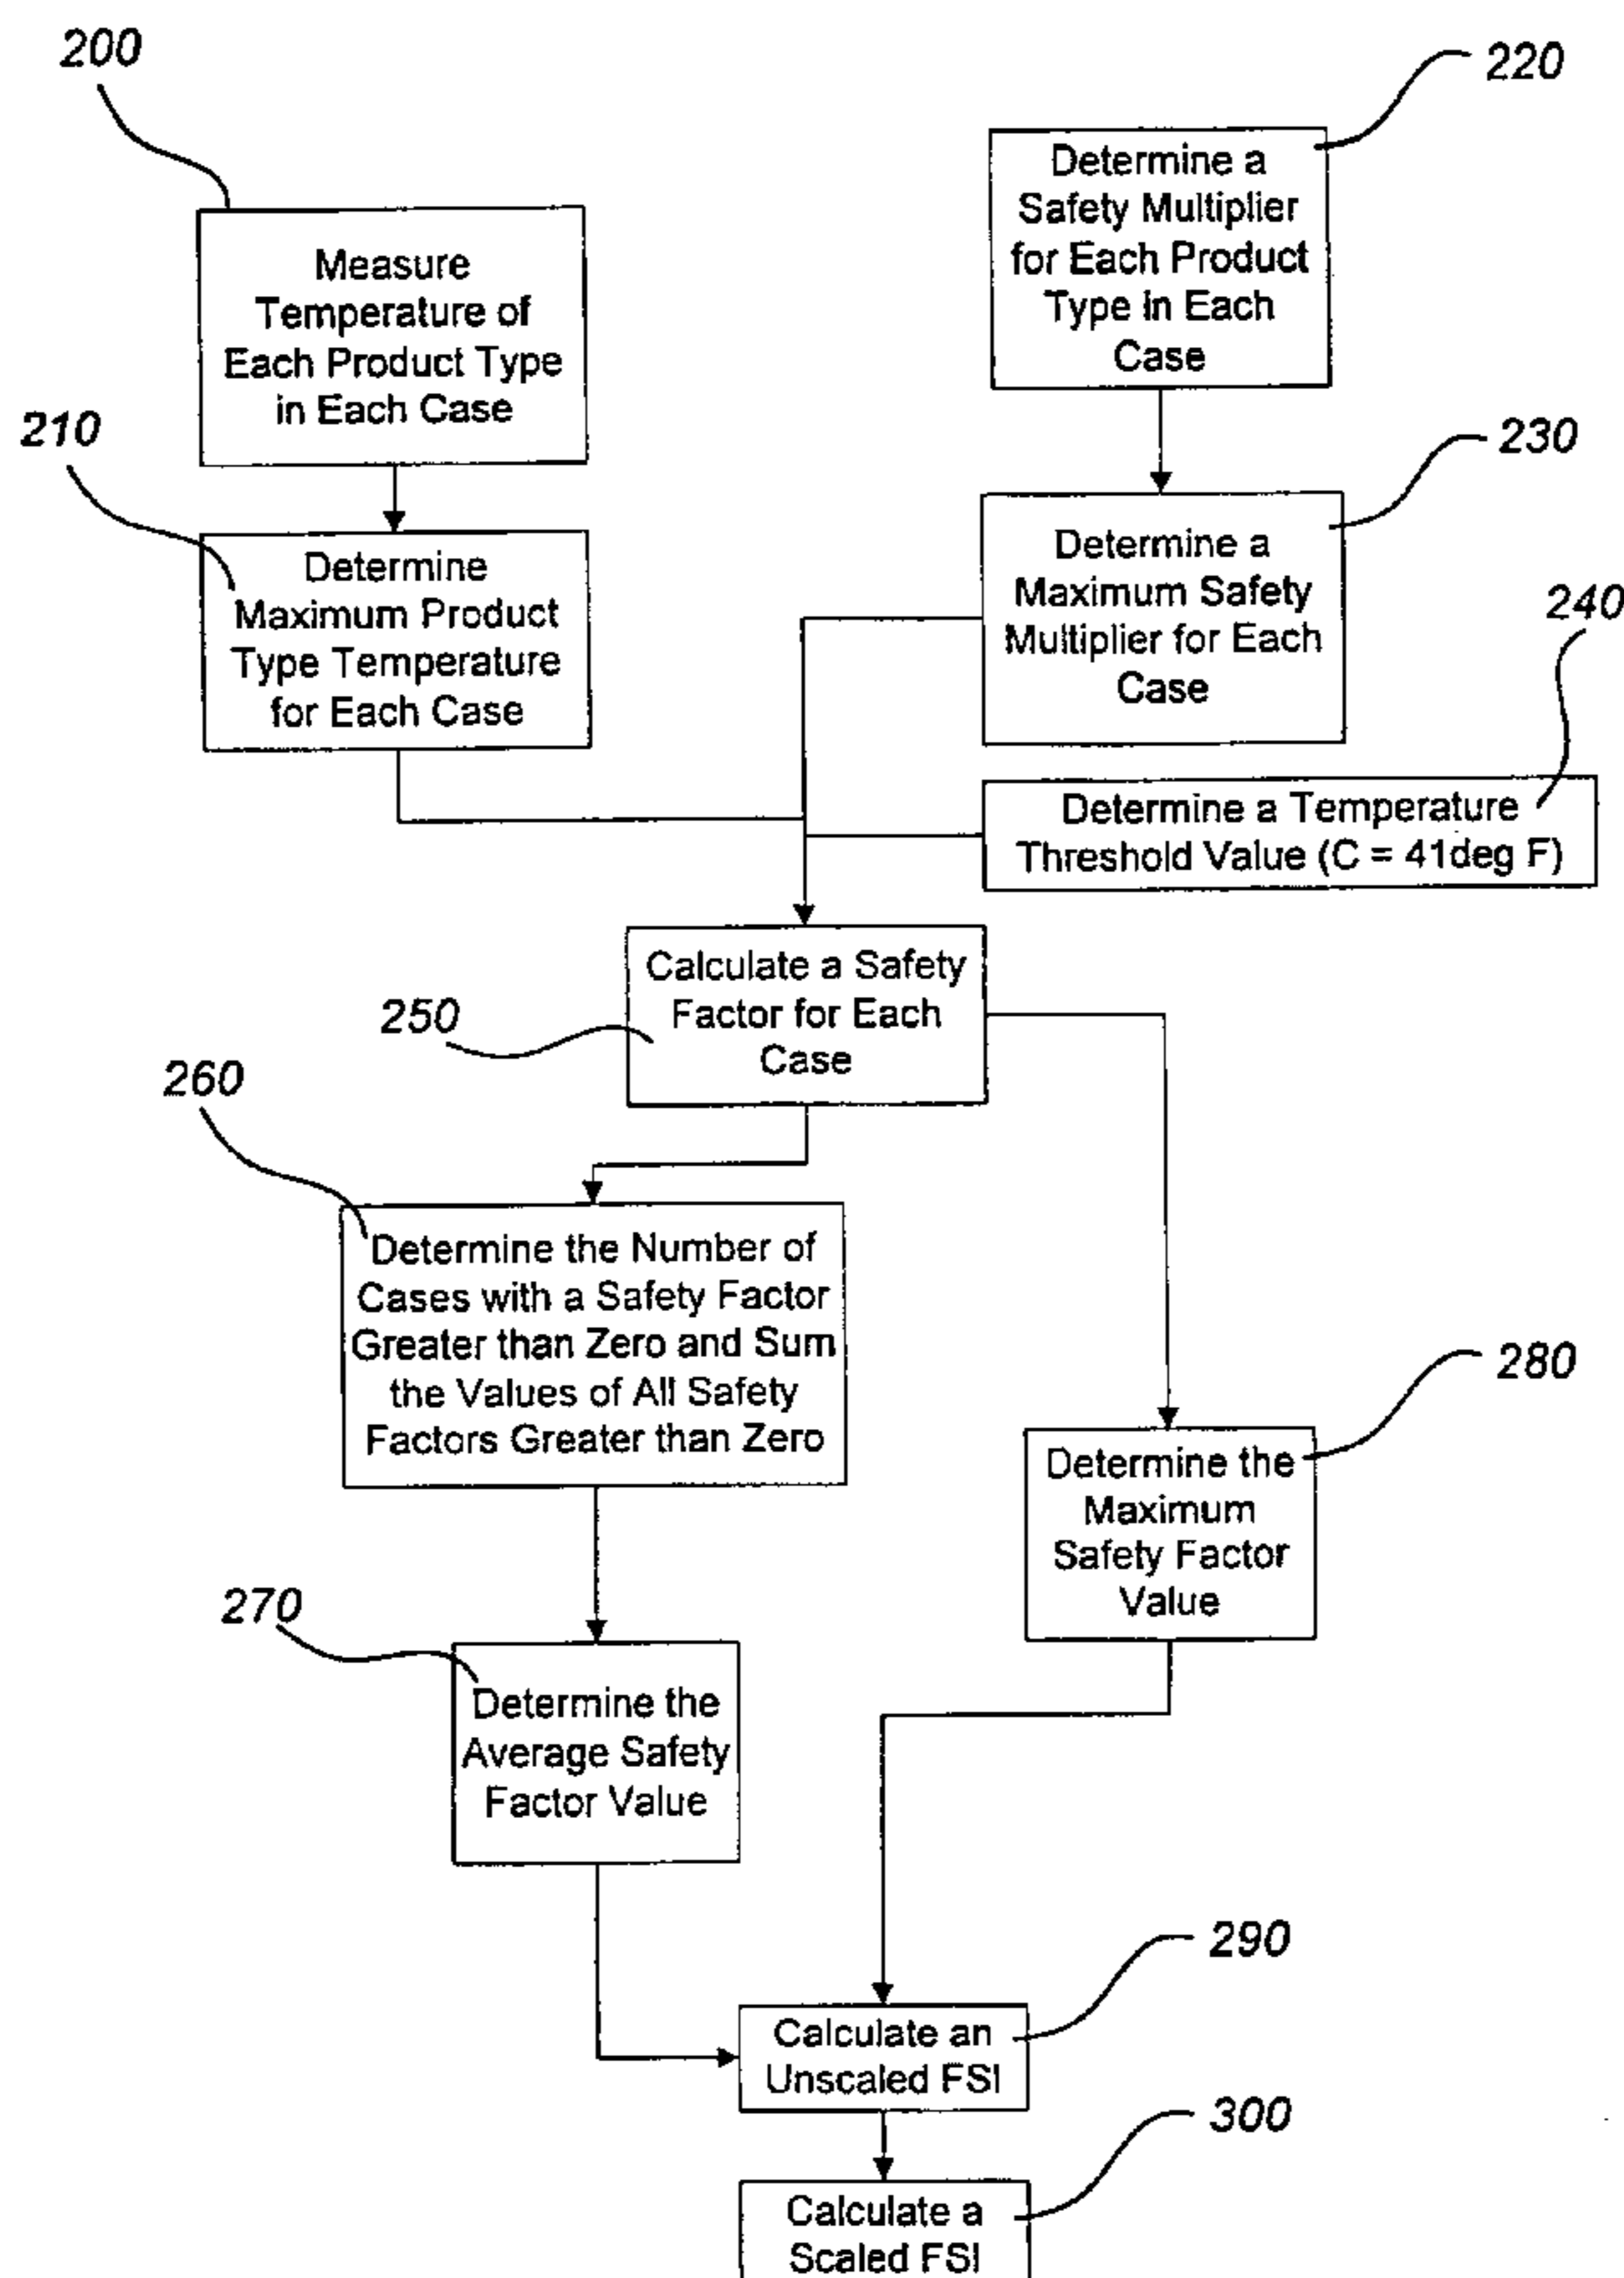 200
220
Determine a
Safety Multiplier
for Each Product
Type in Each
Case
Measure
Temperature of
Each Product Type
in Each Case
210
230
Determine
Maximum Product
Type Temperature
for Each Case
Determine a
Maximum Safety
Multiplier for Each
Case
240
Determine a Temperature
Threshold Value (C = 41deg F)
Calculate a Safety
Factor for Each
Case
250
260
Determine the Number of
Cases with a Safety Factor
Greater than Zero and Sum
the Values of All Safety
Factors Greater than Zero
280
Determine the
Maximum
Safety Factor
Value
270
Determine the
Average Safety
Factor Value
290
Calculate an
Unscaled FSI
300
Calculate a
Scaled FSI